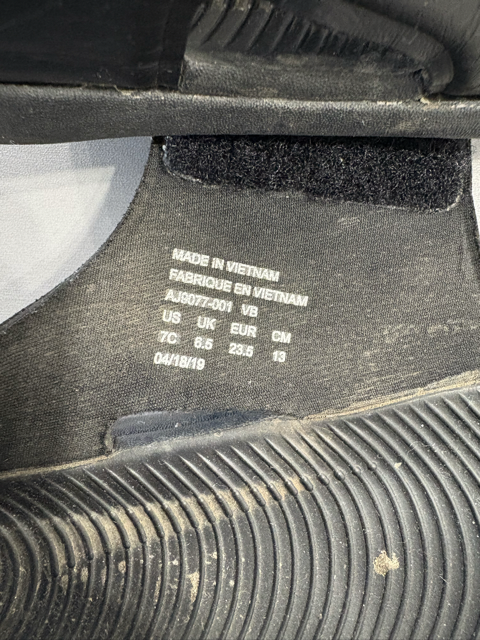 MADE IN VIETNAM
FABRIQUE EN VIETNAM
AJ9077-001 VB
US UK EUR CM
7C 6.5 23.5 13
04/18/19